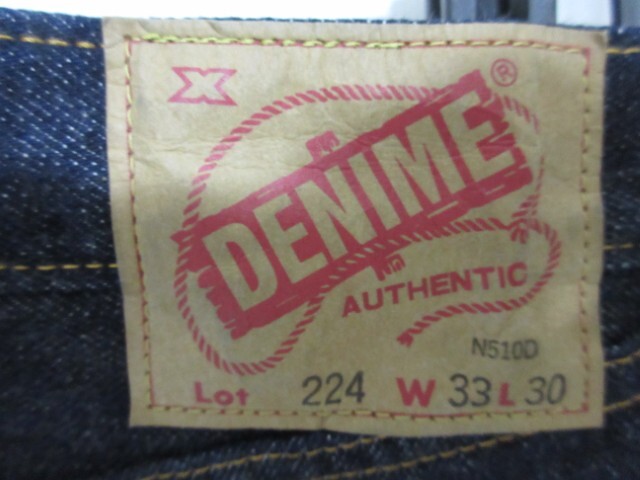 X
DENIME®
AUTHENTIC
N510D
Lot 224 W 33 L 30